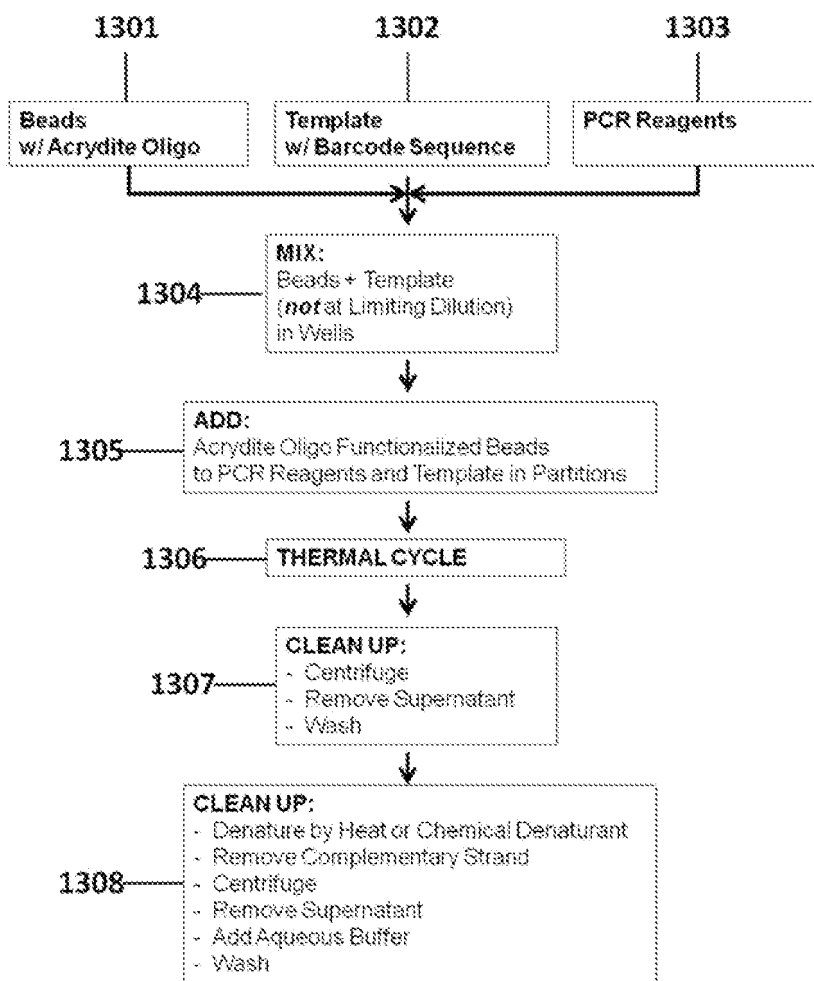 1301
1302
1303
Beads
w/ Acrydite Oligo
Template
w/ Barcode Sequence
PCR Reagents
1304
MIX:
Beads + Template
(not at Limiting Dilution)
in Wells
1305
ADD:
Acrydite Oligo Functionalized Beads
to PCR Reagents and Template in Partitions
1306
THERMAL CYCLE
1307
CLEAN UP:
- Centrifuge
- Remove Supernatant
- Wash
1308
CLEAN UP:
- Denature by Heat or Chemical Denaturant
- Remove Complementary Strand
- Centrifuge
- Remove Supernatant
- Add Aqueous Buffer
- Wash